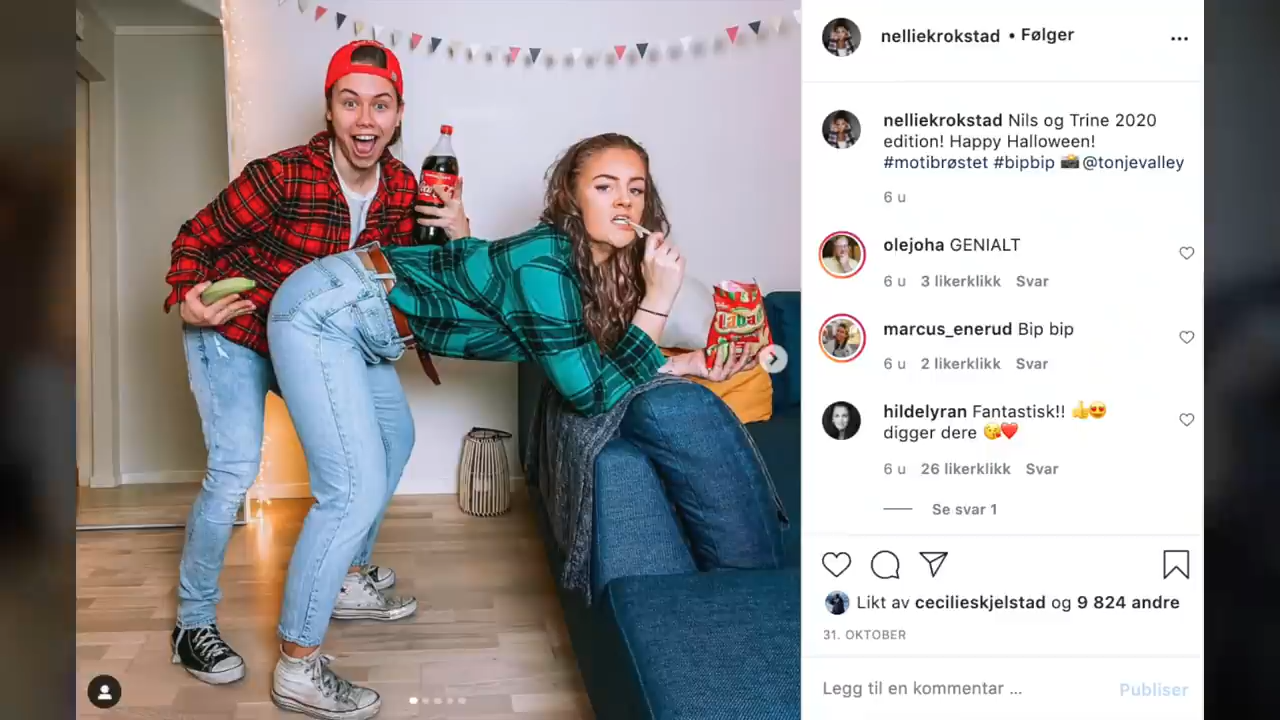 nelliekrokstad • Følger
nelliekrokstad Nils og Trine 2020
edition! Happy Halloween!
#motibrøstet #bipbip 📸@tonjevalley
6 u
olejoha GENIALT
6 u 3 likerklikk Svar
marcus_enerud Bip bip
6 u 2 likerklikk Svar
hildelyran Fantastisk!! 👍😍
digger dere 😘❤️
6 u 26 likerklikk Svar
Se svar 1
Likt av cecilieskjelstad og 9 824 andre
31. OKTOBER
Legg til en kommentar ...
Publiser